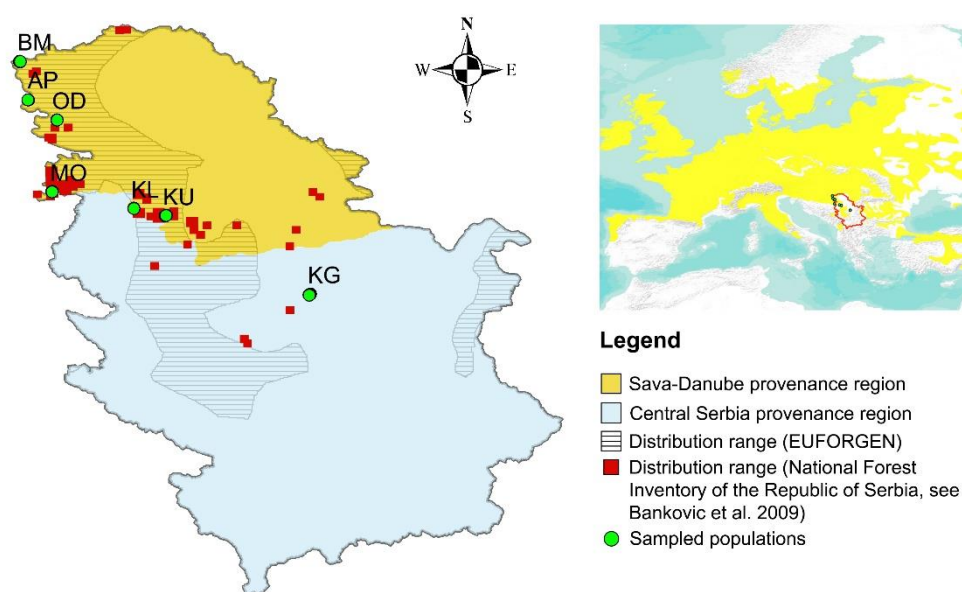 BM
AP
OD
MO
KL
KU
KG
N
W E
S
Legend
Sava-Danube provenance region
Central Serbia provenance region
Distribution range (EUFORGEN)
Distribution range (National Forest
Inventory of the Republic of Serbia, see
Bankovic et al. 2009)
Sampled populations